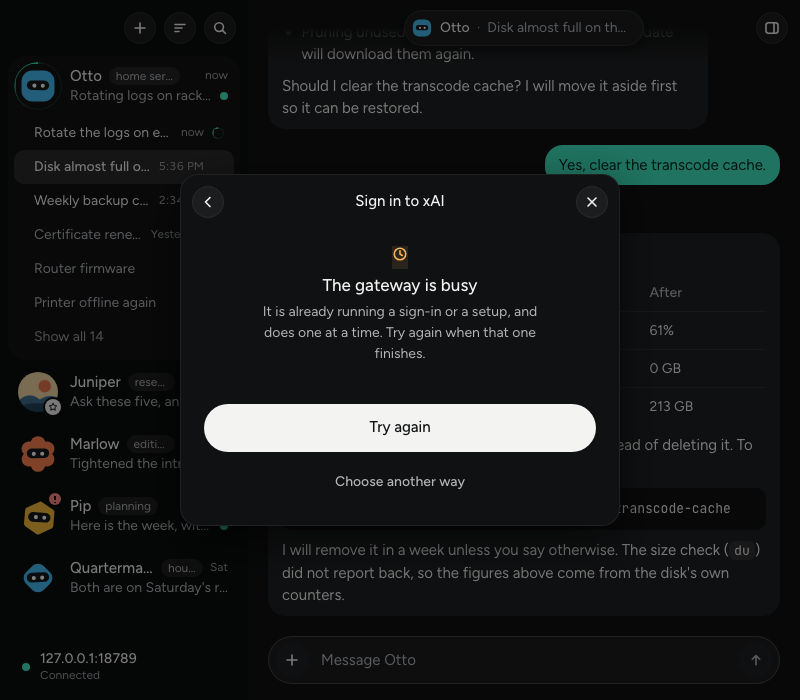 Otto · Disk almost full on th...
Otto home ser... now
Rotating logs on rack...
Rotate the logs on e... now
Disk almost full o... 5:36 PM
Weekly backup c...
Certificate rene...
Router firmware
Printer offline again
Show all 14
Juniper rese...
Ask these five, an
Marlow editi...
Tightened the intr
Pip planning
Here is the week, wit...
Quarterma... hou... Sat
Both are on Saturday's r...
127.0.0.1:18789
Connected
Pruning unused
will download them again.
Should I clear the transcode cache? I will move it aside first
so it can be restored.
Yes, clear the transcode cache.
Sign in to xAI
The gateway is busy
It is already running a sign-in or a setup, and
does one at a time. Try again when that one
finishes.
Try again
Choose another way
After
61%
0 GB
213 GB
ead of deleting it. To
transcode-cache
I will remove it in a week unless you say otherwise. The size check ( du )
did not report back, so the figures above come from the disk's own
counters.
Message Otto